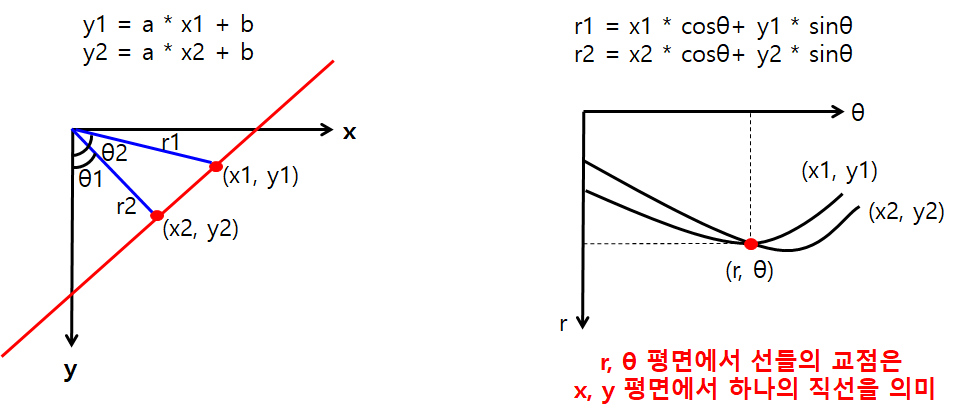 y1 = a * x1 + b
y2 = a * x2 + b
x
r1
θ2
θ1
(x1, y1)
r2
(x2, y2)
y
r1 = x1 * cosθ+ y1 * sinθ
r2 = x2 * cosθ+ y2 * sinθ
θ
(x1, y1)
(x2, y2)
(r, θ)
r
r, θ 평면에서 선들의 교점은
x, y 평면에서 하나의 직선을 의미